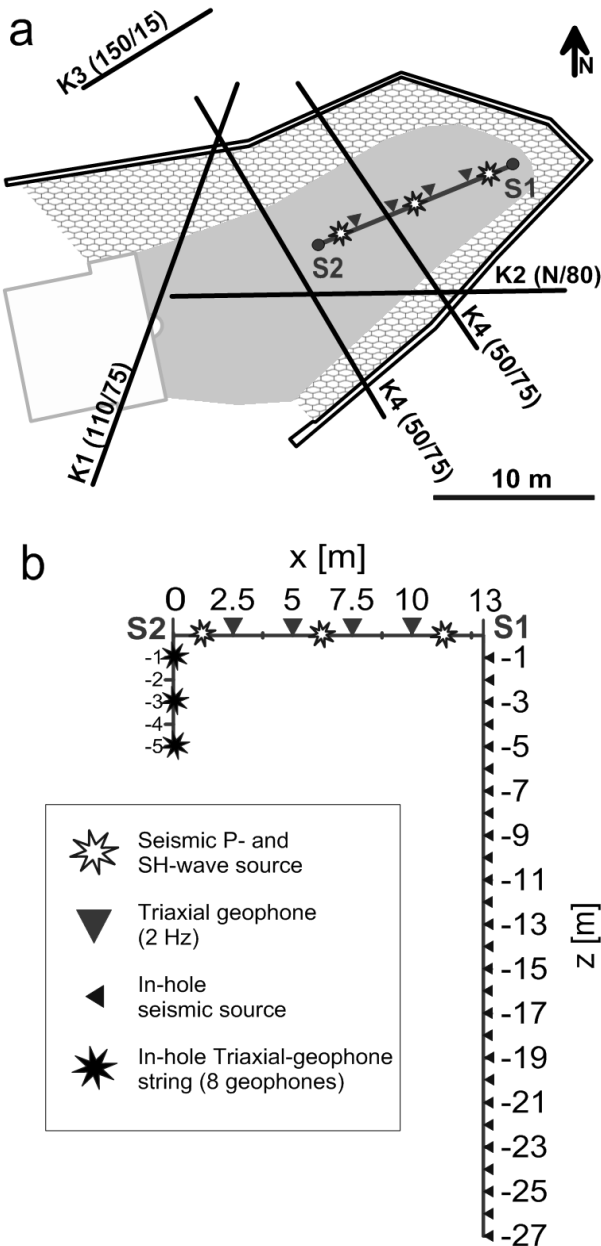 a
K3 (150/15)
N
S1
S2
K2 (N/80)
K4 (50/75)
K4 (50/75)
K1 (110/75)
10 m
b
x [m]
0 2.5 5 7.5 10 13
S2 S1
-1
-2
-3
-4
-5
-1
-3
-5
-7
-9
-11
-13
-15
-17
-19
-21
-23
-25
-27
z [m]
Seismic P- and
SH-wave source
Triaxial geophone
(2 Hz)
In-hole
seismic source
In-hole Triaxial-geophone
string (8 geophones)